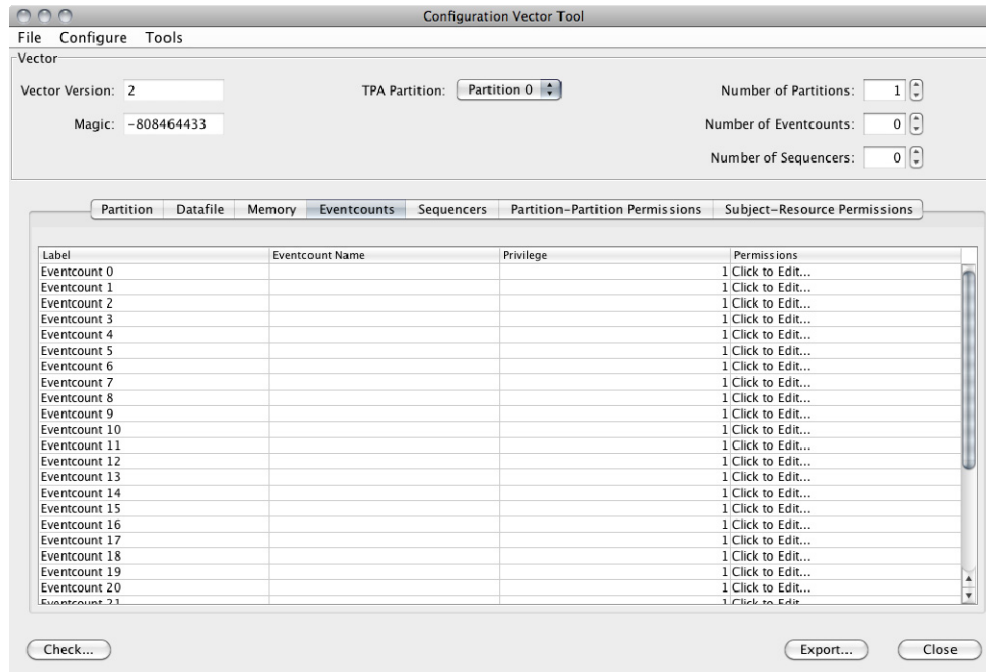 Configuration Vector Tool
File Configure Tools
Vector
Vector Version: 2 TPA Partition: Partition 0 Number of Partitions: 1
Magic: -808464433 Number of Eventcounts: 0
Number of Sequencers: 0
Partition Datafile Memory Eventcounts Sequencers Partition-Partition Permissions Subject-Resource Permissions
Label Eventcount Name Privilege Permissions
Eventcount 0 1 Click to Edit...
Eventcount 1 1 Click to Edit...
Eventcount 2 1 Click to Edit...
Eventcount 3 1 Click to Edit...
Eventcount 4 1 Click to Edit...
Eventcount 5 1 Click to Edit...
Eventcount 6 1 Click to Edit...
Eventcount 7 1 Click to Edit...
Eventcount 8 1 Click to Edit...
Eventcount 9 1 Click to Edit...
Eventcount 10 1 Click to Edit...
Eventcount 11 1 Click to Edit...
Eventcount 12 1 Click to Edit...
Eventcount 13 1 Click to Edit...
Eventcount 14 1 Click to Edit...
Eventcount 15 1 Click to Edit...
Eventcount 16 1 Click to Edit...
Eventcount 17 1 Click to Edit...
Eventcount 18 1 Click to Edit...
Eventcount 19 1 Click to Edit...
Eventcount 20 1 Click to Edit...
Eventcount 21 1 Click to Edit...
Check... Export... Close